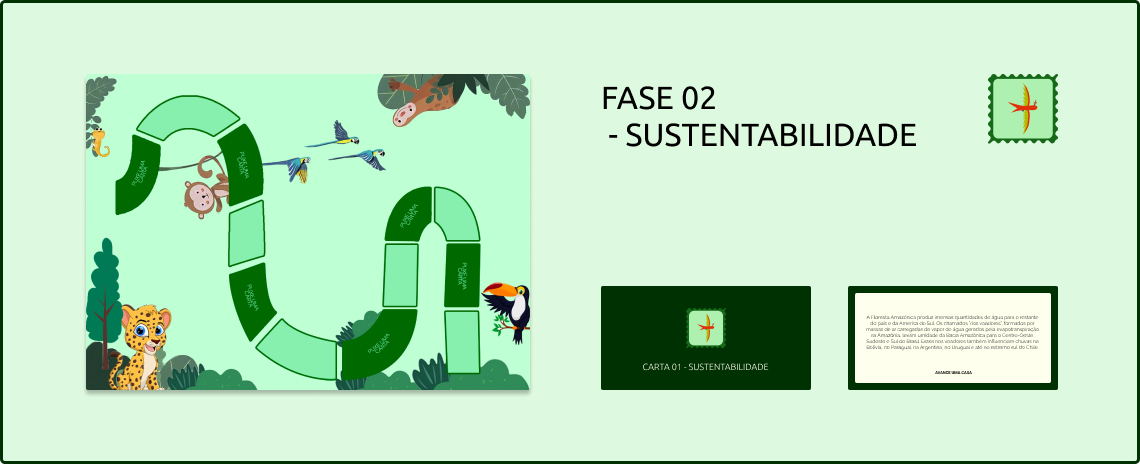 PUXE UMA
CARTA
PUXE UMA
CARTA
PUXE UMA
CARTA
PUXE UMA
CARTA
PUXE UMA
CARTA
PUXE UMA
CARTA
FASE 02
- SUSTENTABILIDADE
CARTA 01 - SUSTENTABILIDADE
A Floresta Amazônica produz imensas quantidades de água para o restante
do país e da América do Sul. Os chamados "rios voadores", formados por
massas de ar carregadas de vapor de água gerados pela evapotranspiração
na Amazônia, levam umidade da Bacia Amazônica para o Centro-Oeste,
Sudeste e Sul do Brasil. Esses rios voadores também influenciam chuvas na
Bolívia, no Paraguai, na Argentina, no Uruguai e até no extremo sul do Chile.
AVANCE UMA CASA